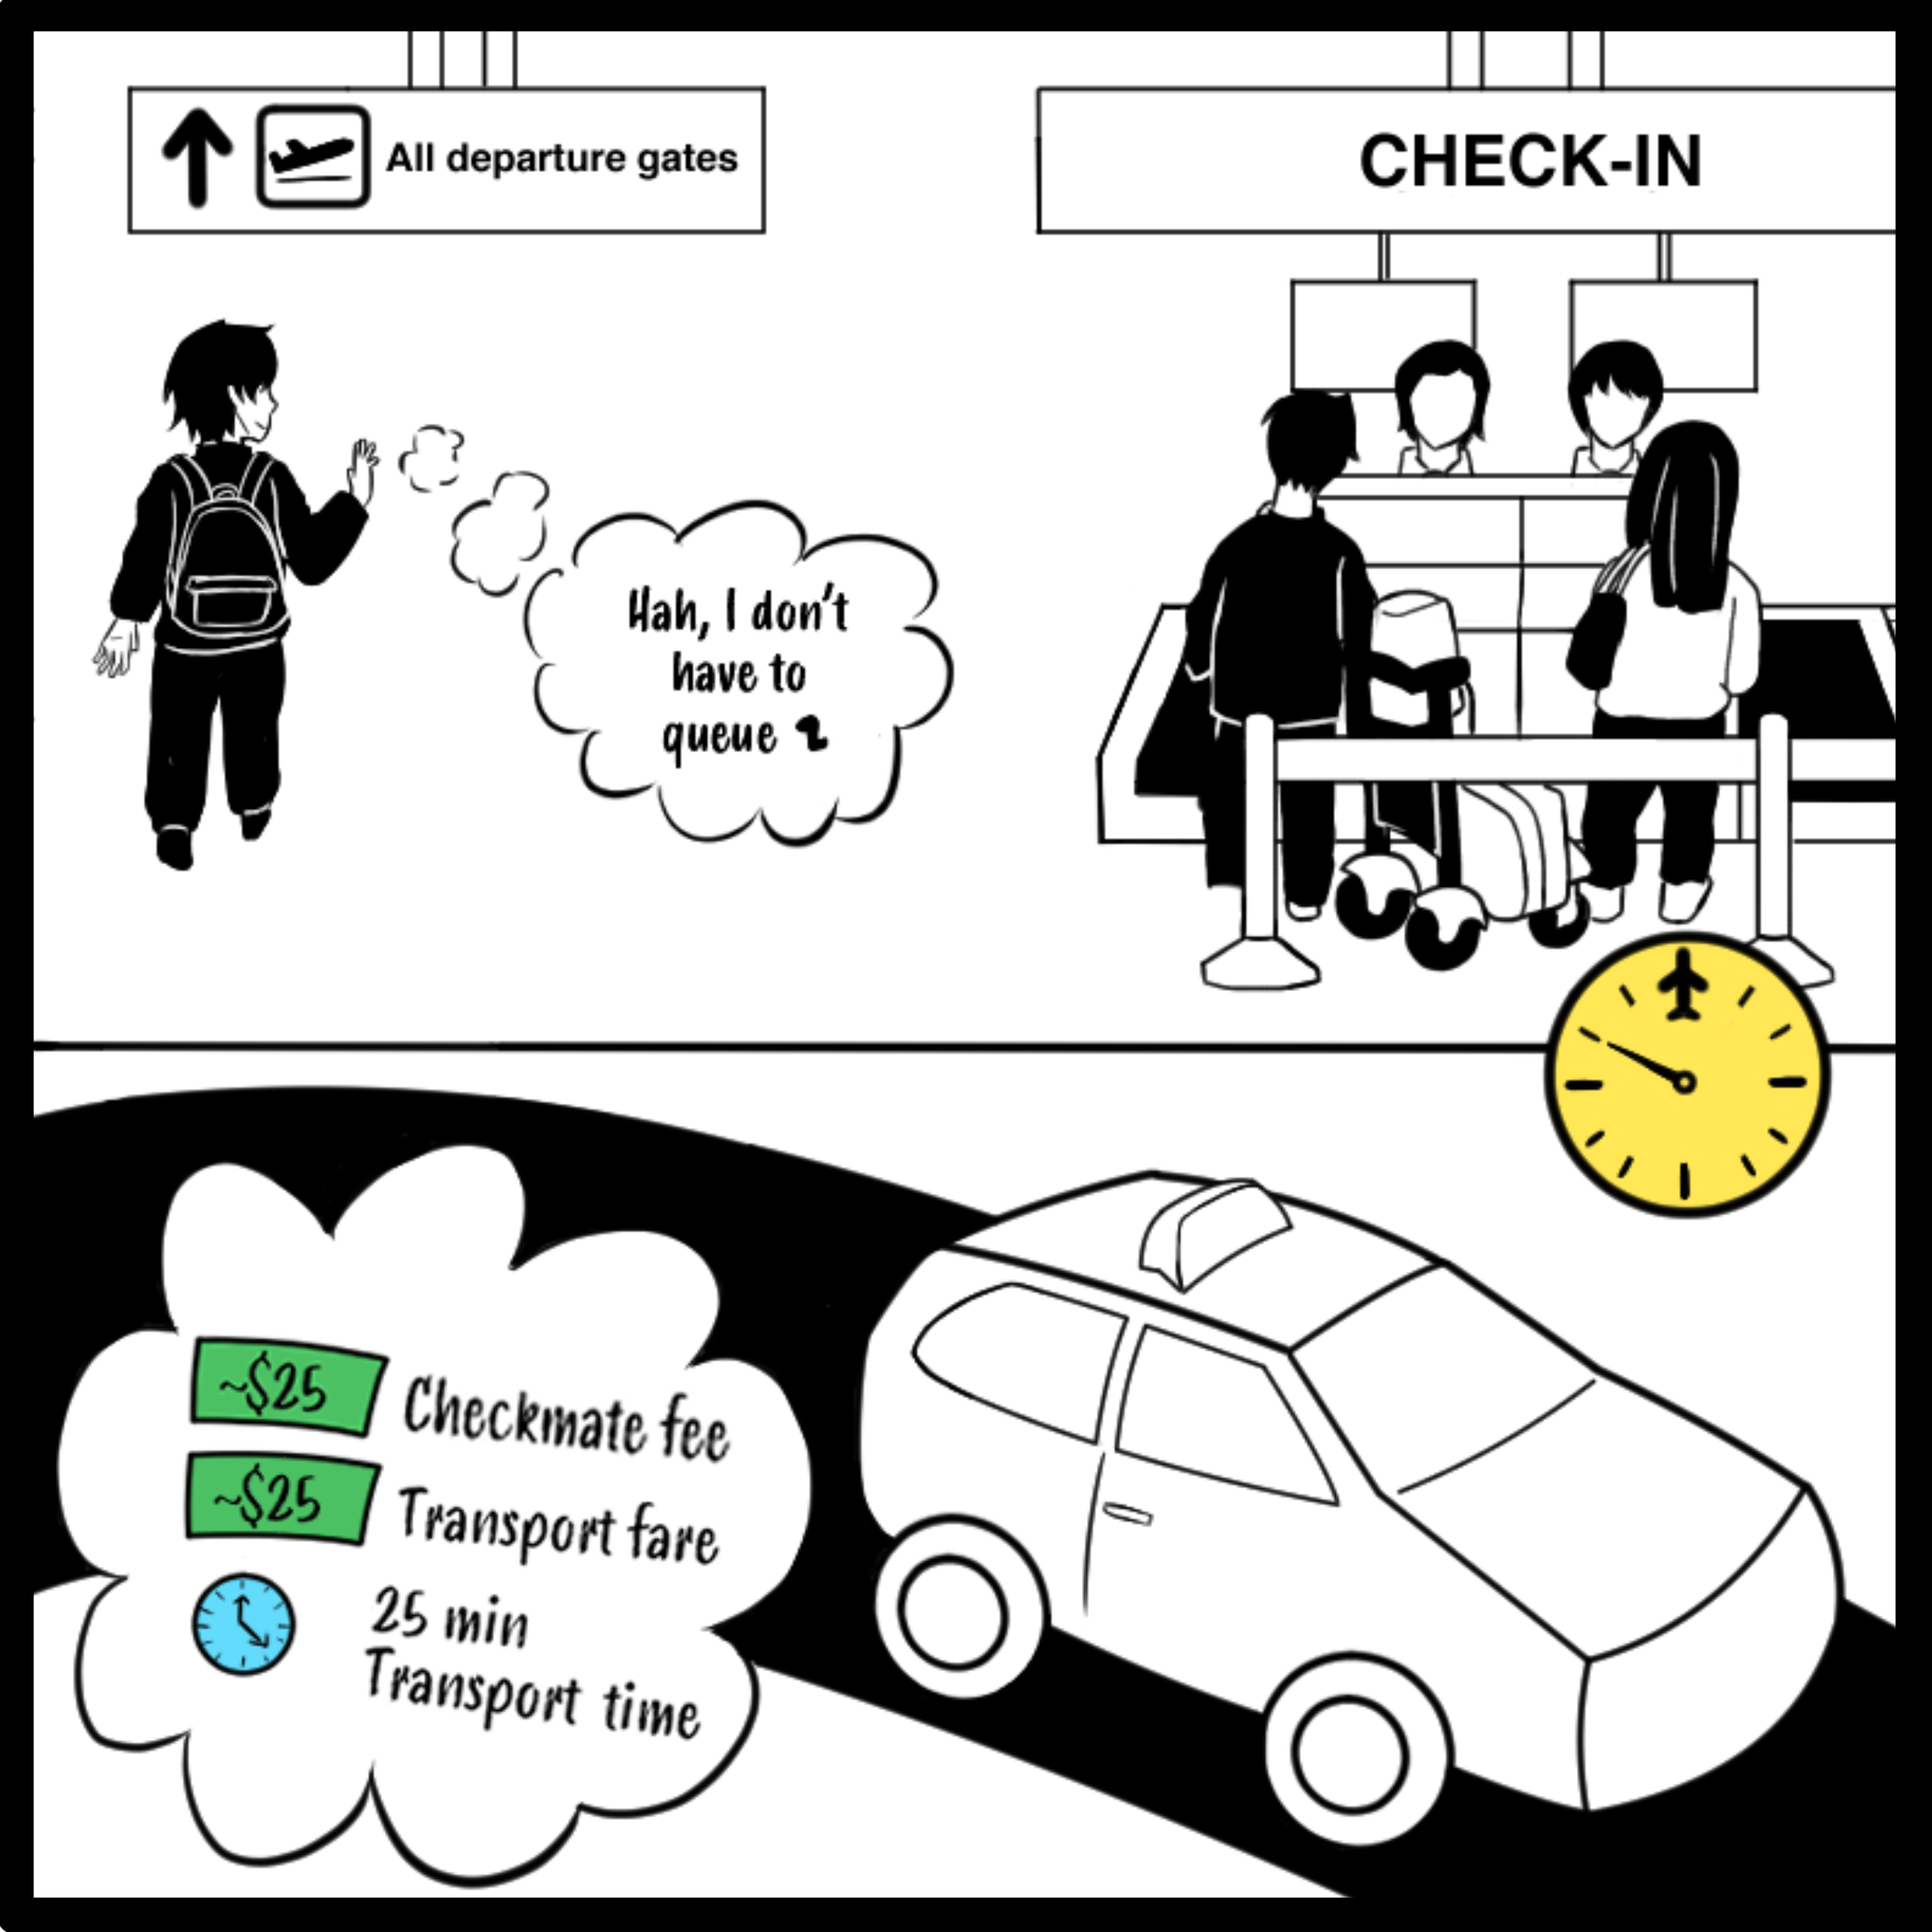 All departure gates
CHECK-IN
Hah, I don't
have to
queue
~$25 Checkmate fee
~$25 Transport fare
25 min
Transport time